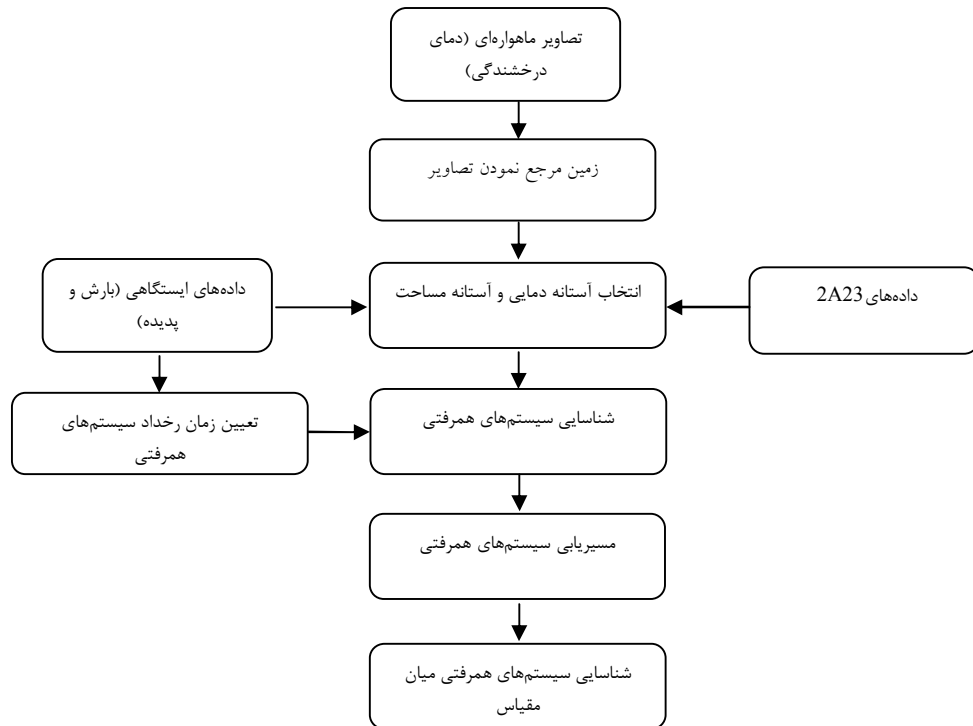 تصاویر ماهواره‌ای (دمای
درخشندگی)
زمین مرجع نمودن تصاویر
داده‌های ایستگاهی (بارش و
پدیده)
انتخاب آستانه دمایی و آستانه مساحت
داده‌های 2A23
تعیین زمان رخداد سیستم‌های
همرفتی
شناسایی سیستم‌های همرفتی
مسیریابی سیستم‌های همرفتی
شناسایی سیستم‌های همرفتی میان
مقیاس